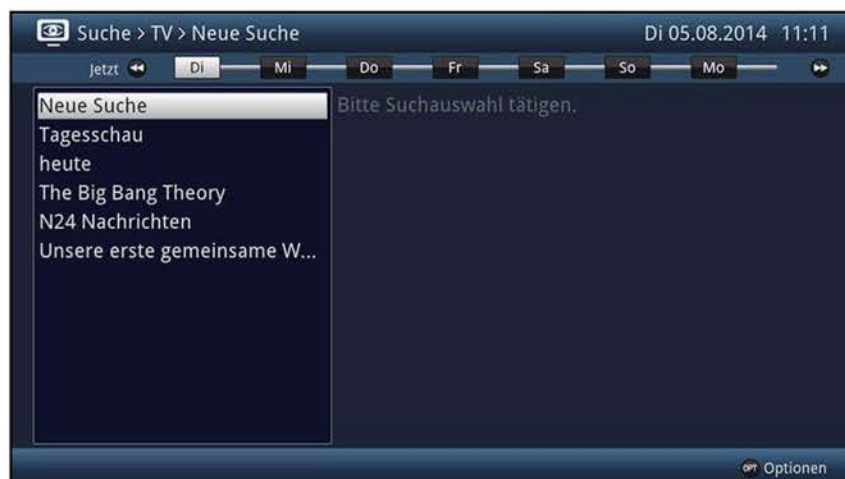 Suche > TV > Neue Suche Di 05.08.2014 11:11
Jetzt Di Mi Do Fr Sa So Mo
Neue Suche
Bitte Suchauswahl tätigen.
Tagesschau
heute
The Big Bang Theory
N24 Nachrichten
Unsere erste gemeinsame W...
OPT Optionen